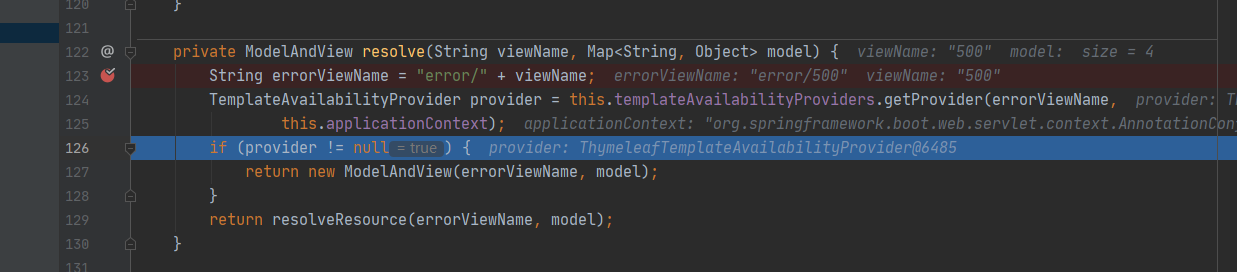 120 }
121
122 @ private ModelAndView resolve(String viewName, Map<String, Object> model) { viewName: "500" model: size = 4
123 String errorViewName = "error/" + viewName; errorViewName: "error/500" viewName: "500"
124 TemplateAvailabilityProvider provider = this.templateAvailabilityProviders.getProvider(errorViewName, provider: Th
125 this.applicationContext); applicationContext: "org.springframework.boot.web.servlet.context.AnnotationCon
126 if (provider != null = true ) { provider: ThymeleafTemplateAvailabilityProvider@6485
127 return new ModelAndView(errorViewName, model);
128 }
129 return resolveResource(errorViewName, model);
130 }
131